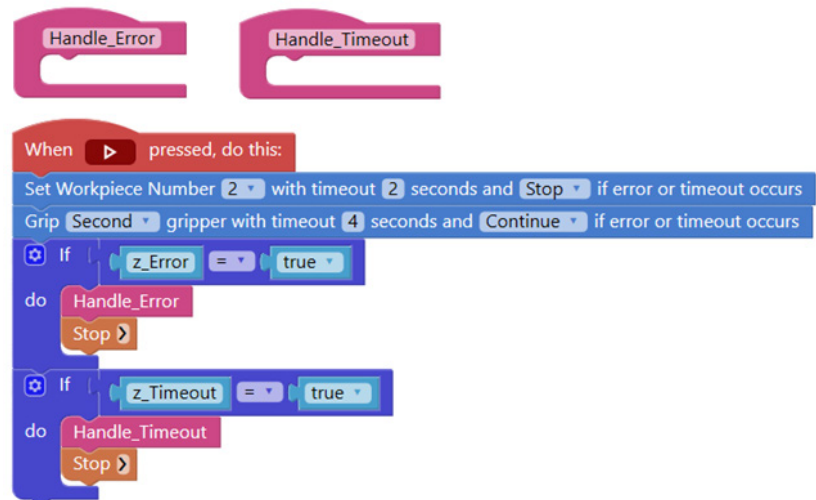 Handle_Error Handle_Timeout
When pressed, do this:
Set Workpiece Number 2 with timeout 2 seconds and Stop if error or timeout occurs
Grip Second gripper with timeout 4 seconds and Continue if error or timeout occurs
If z_Error = true
do Handle_Error
Stop
If z_Timeout = true
do Handle_Timeout
Stop